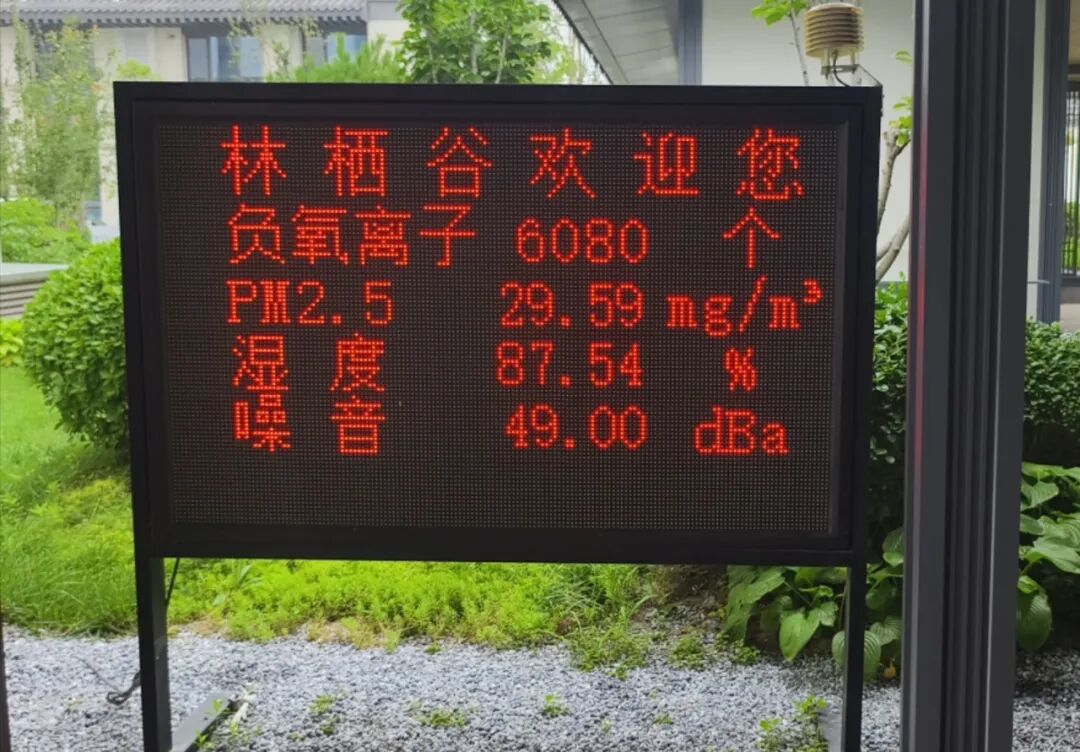 林栖谷欢迎您
负氧离子 6080 个
PM2.5 29.59 mg/m³
湿度 87.54 %
噪音 49.00 dBa